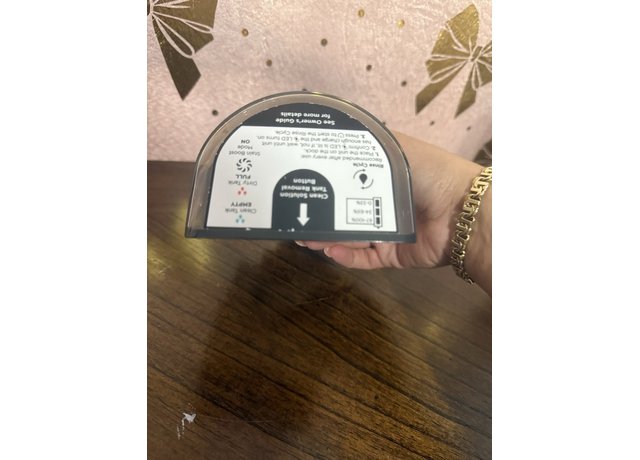 67-100%
34-66%
0-33%
Clean Solution
Tank Removal
Button
Clean Tank
EMPTY
Dirty Tank
FULL
Stain Boost
Mode
ON
Rinse Cycle
Recommended after every use:
1. Place the unit on the dock.
2. Confirm LED is lit. If not, wait until unit
has enough charge and the LED turns on.
3. Press to start the Rinse Cycle.
See Owner's Guide
for more details